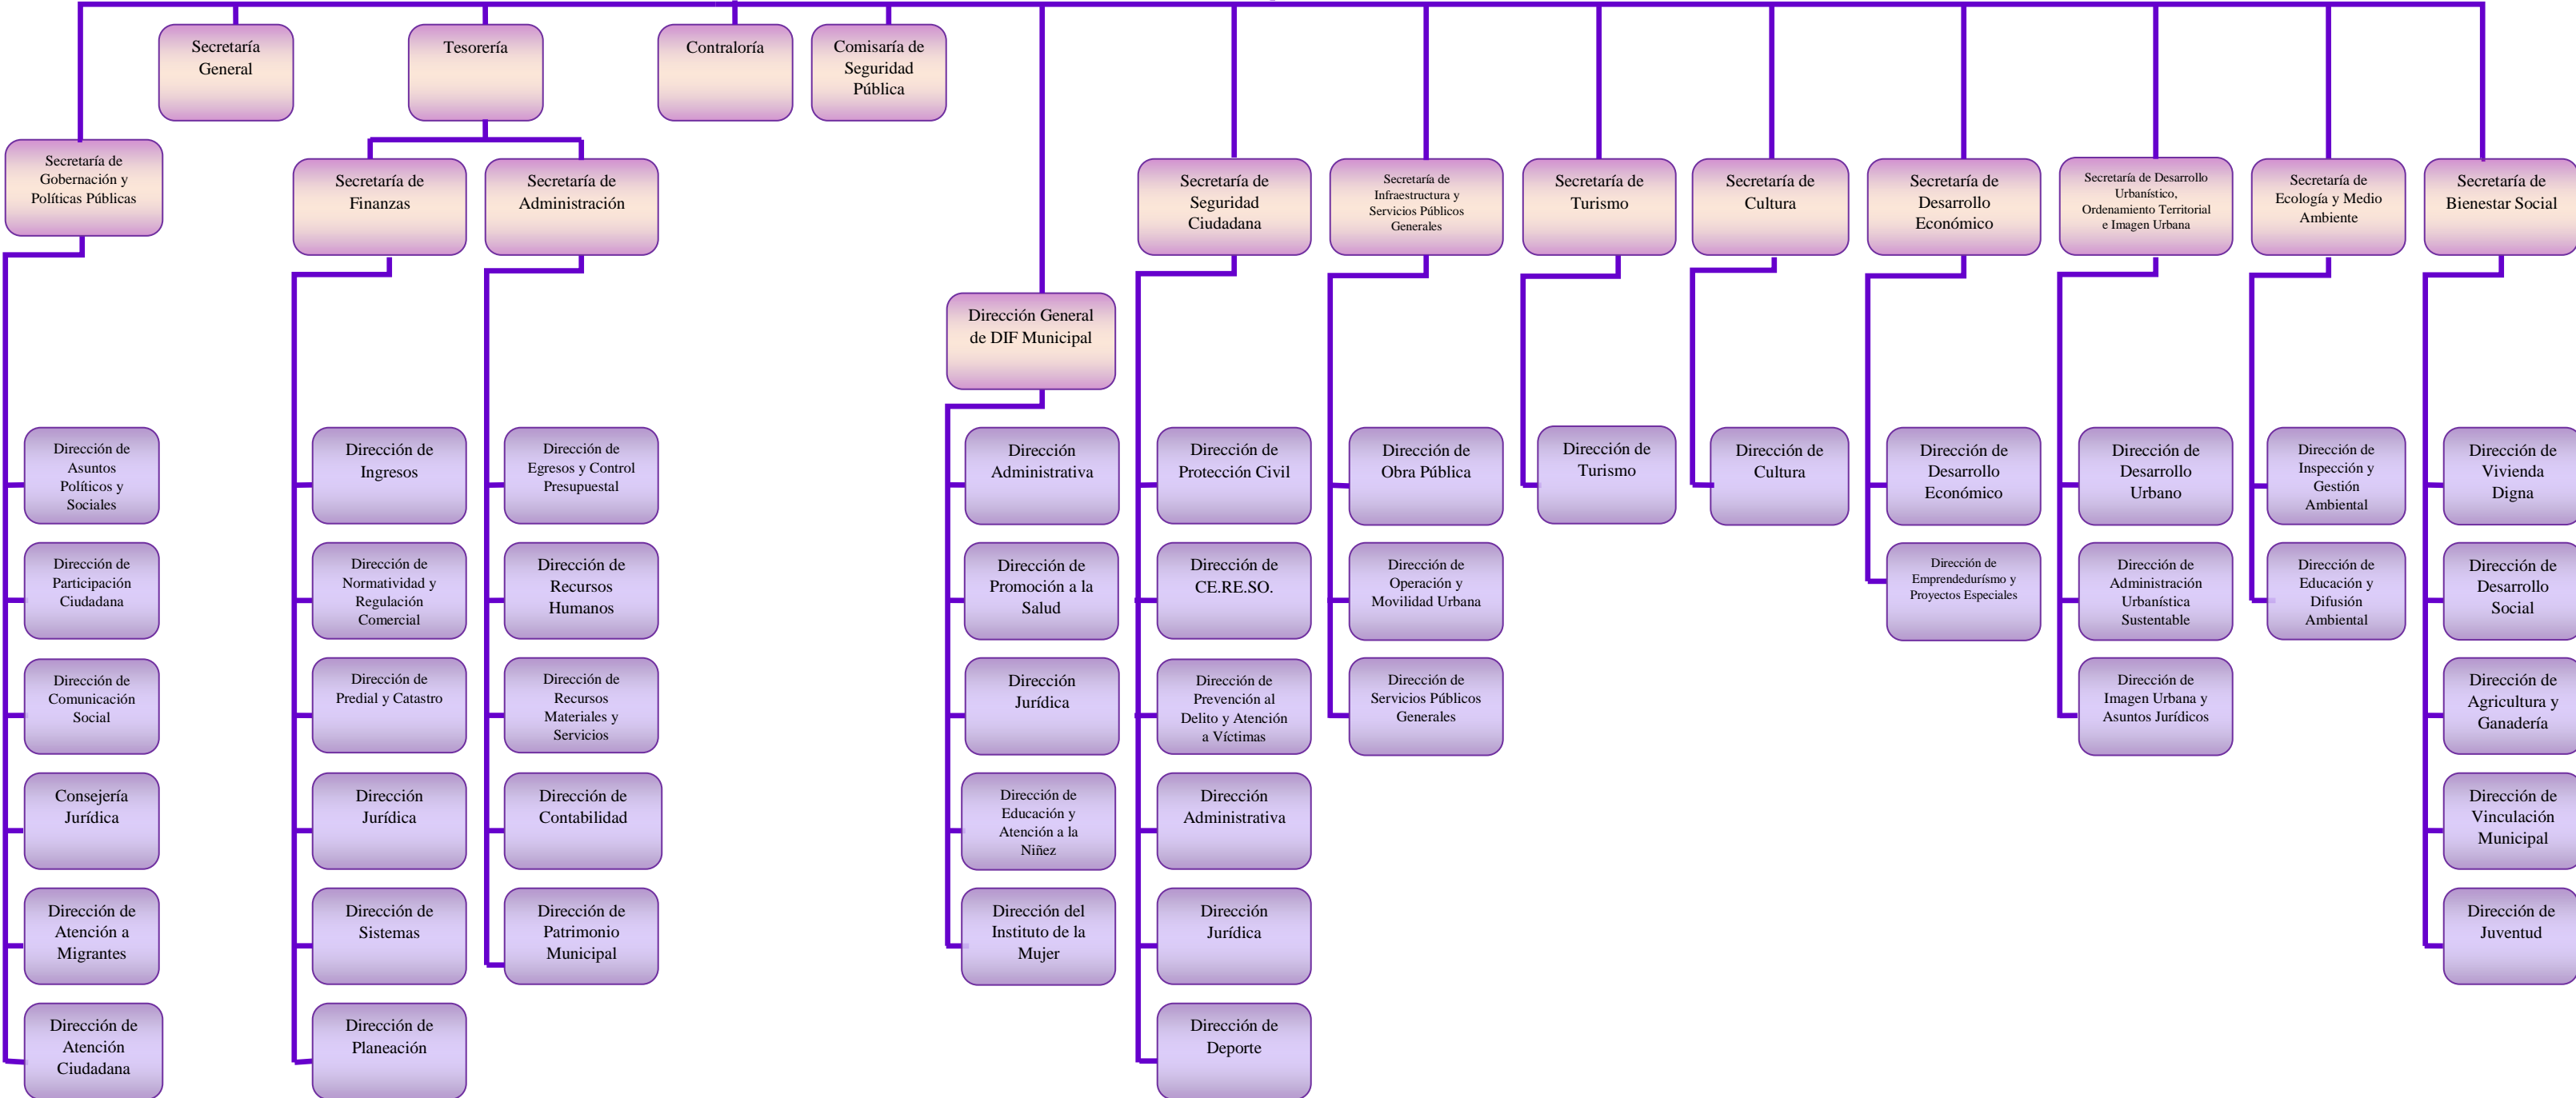 Secretaría
General
Tesorería
Contraloría
Comisaría de
Seguridad
Pública
Secretaría de
Gobernación y
Políticas Públicas
Secretaría de
Finanzas
Secretaría de
Administración
Secretaría de
Seguridad
Ciudadana
Secretaría de
Infraestructura y
Servicios Públicos
Generales
Secretaría de
Turismo
Secretaría de
Cultura
Secretaría de
Desarrollo
Económico
Secretaría de Desarrollo
Urbanístico,
Ordenamiento Territorial
e Imagen Urbana
Secretaría de
Ecología y Medio
Ambiente
Secretaría de
Bienestar Social
Dirección General
de DIF Municipal
Dirección de
Asuntos
Políticos y
Sociales
Dirección de
Ingresos
Dirección de
Egresos y Control
Presupuestal
Dirección
Administrativa
Dirección de
Protección Civil
Dirección de
Obra Pública
Dirección de
Turismo
Dirección de
Cultura
Dirección de
Desarrollo
Económico
Dirección de
Desarrollo
Urbano
Dirección de
Inspección y
Gestión
Ambiental
Dirección de
Vivienda
Digna
Dirección de
Participación
Ciudadana
Dirección de
Normatividad y
Regulación
Comercial
Dirección de
Recursos
Humanos
Dirección de
Promoción a la
Salud
Dirección de
CE.RE.SO.
Dirección de
Operación y
Movilidad Urbana
Dirección de
Emprendedurísmo y
Proyectos Especiales
Dirección de
Administración
Urbanística
Sustentable
Dirección de
Educación y
Difusión
Ambiental
Dirección de
Desarrollo
Social
Dirección de
Comunicación
Social
Dirección de
Predial y Catastro
Dirección de
Recursos
Materiales y
Servicios
Dirección
Jurídica
Dirección de
Prevención al
Delito y Atención
a Víctimas
Dirección de
Servicios Públicos
Generales
Dirección de
Imagen Urbana y
Asuntos Jurídicos
Dirección de
Agricultura y
Ganadería
Consejería
Jurídica
Dirección
Jurídica
Dirección de
Contabilidad
Dirección de
Educación y
Atención a la
Niñez
Dirección
Administrativa
Dirección de
Vinculación
Municipal
Dirección de
Atención a
Migrantes
Dirección de
Sistemas
Dirección de
Patrimonio
Municipal
Dirección del
Instituto de la
Mujer
Dirección
Jurídica
Dirección de
Juventud
Dirección de
Atención
Ciudadana
Dirección de
Planeación
Dirección de
Deporte